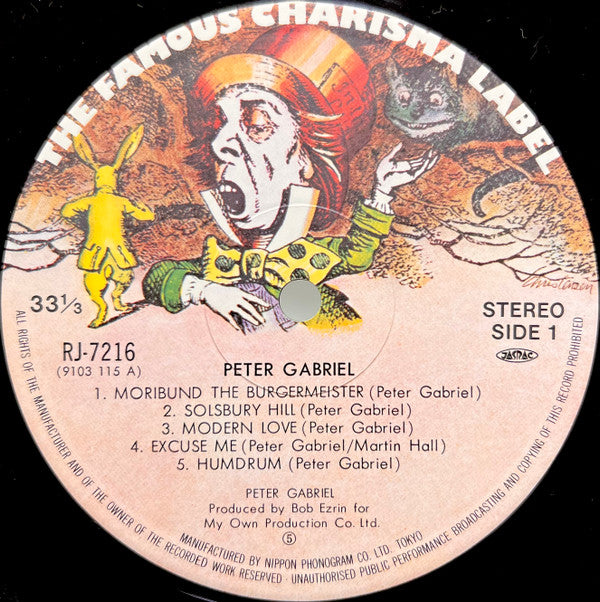 THE FAMOUS CHARISMA LABEL
Christensen
33⅓
STEREO
SIDE 1
RJ-7216
(9103 115 A)
JASRAC
PETER GABRIEL
1. MORIBUND THE BURGERMEISTER (Peter Gabriel)
2. SOLSBURY HILL (Peter Gabriel)
3. MODERN LOVE (Peter Gabriel)
4. EXCUSE ME (Peter Gabriel/Martin Hall)
5. HUMDRUM (Peter Gabriel)
PETER GABRIEL
Produced by Bob Ezrin for
My Own Production Co. Ltd.
⑤
MANUFACTURED BY NIPPON PHONOGRAM CO. LTD. TOKYO
ALL RIGHTS OF THE MANUFACTURER AND OF THE OWNER OF THE RECORDED WORK RESERVED · UNAUTHORISED PUBLIC PERFORMANCE BROADCASTING AND COPYING OF THIS RECORD PROHIBITED